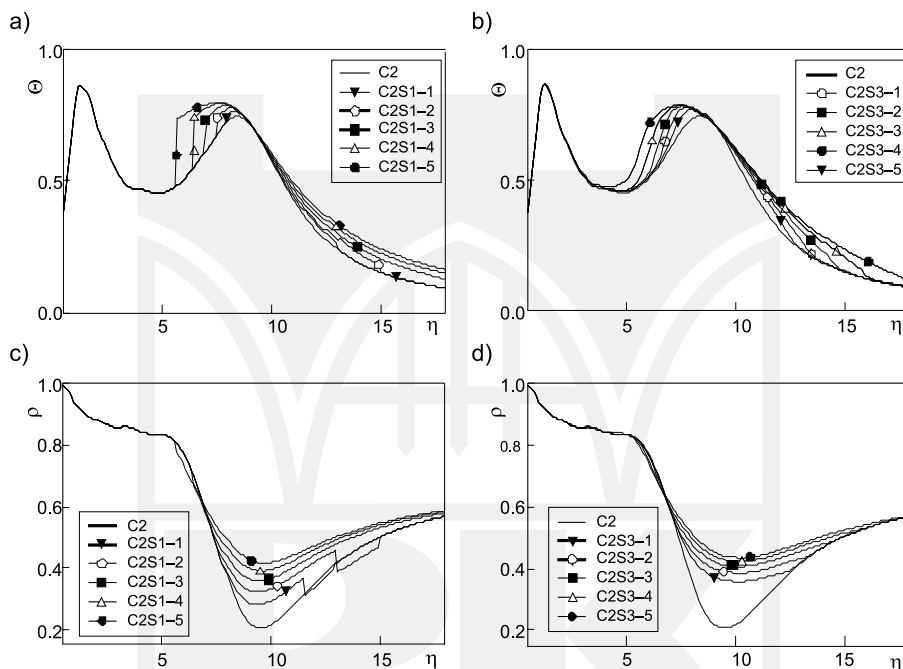 a)
1.0
Θ
0.5
0.0
5
10
15
η
C2
C2S1–1
C2S1–2
C2S1–3
C2S1–4
C2S1–5
b)
1.0
Θ
0.5
0.0
5
10
15
η
C2
C2S3–1
C2S3–2
C2S3–3
C2S3–4
C2S3–5
c)
1.0
ρ
0.8
0.6
0.4
0.2
5
10
15
η
C2
C2S1–1
C2S1–2
C2S1–3
C2S1–4
C2S1–5
d)
1.0
ρ
0.8
0.6
0.4
0.2
5
10
15
η
C2
C2S3–1
C2S3–2
C2S3–3
C2S3–4
C2S3–5